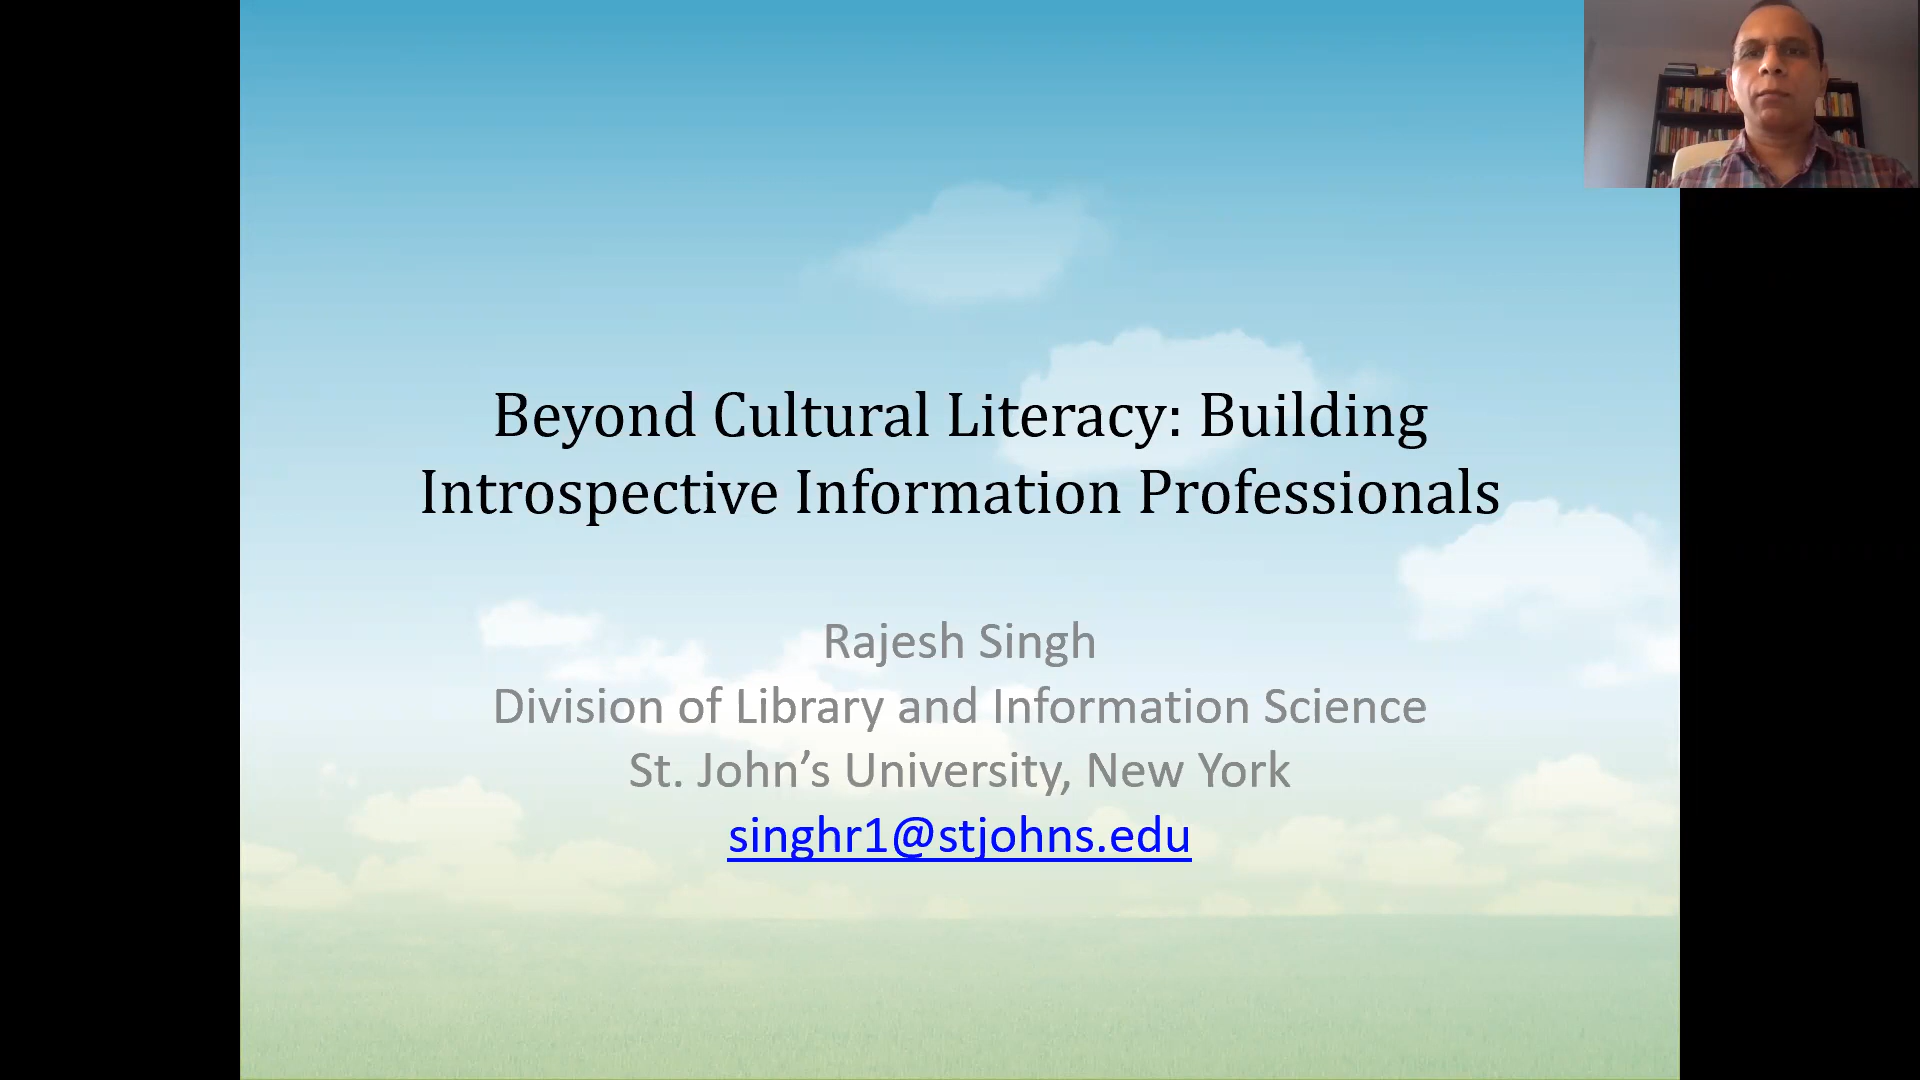 Beyond Cultural Literacy: Building
Introspective Information Professionals
Rajesh Singh
Division of Library and Information Science
St. John’s University, New York
singhr1@stjohns.edu